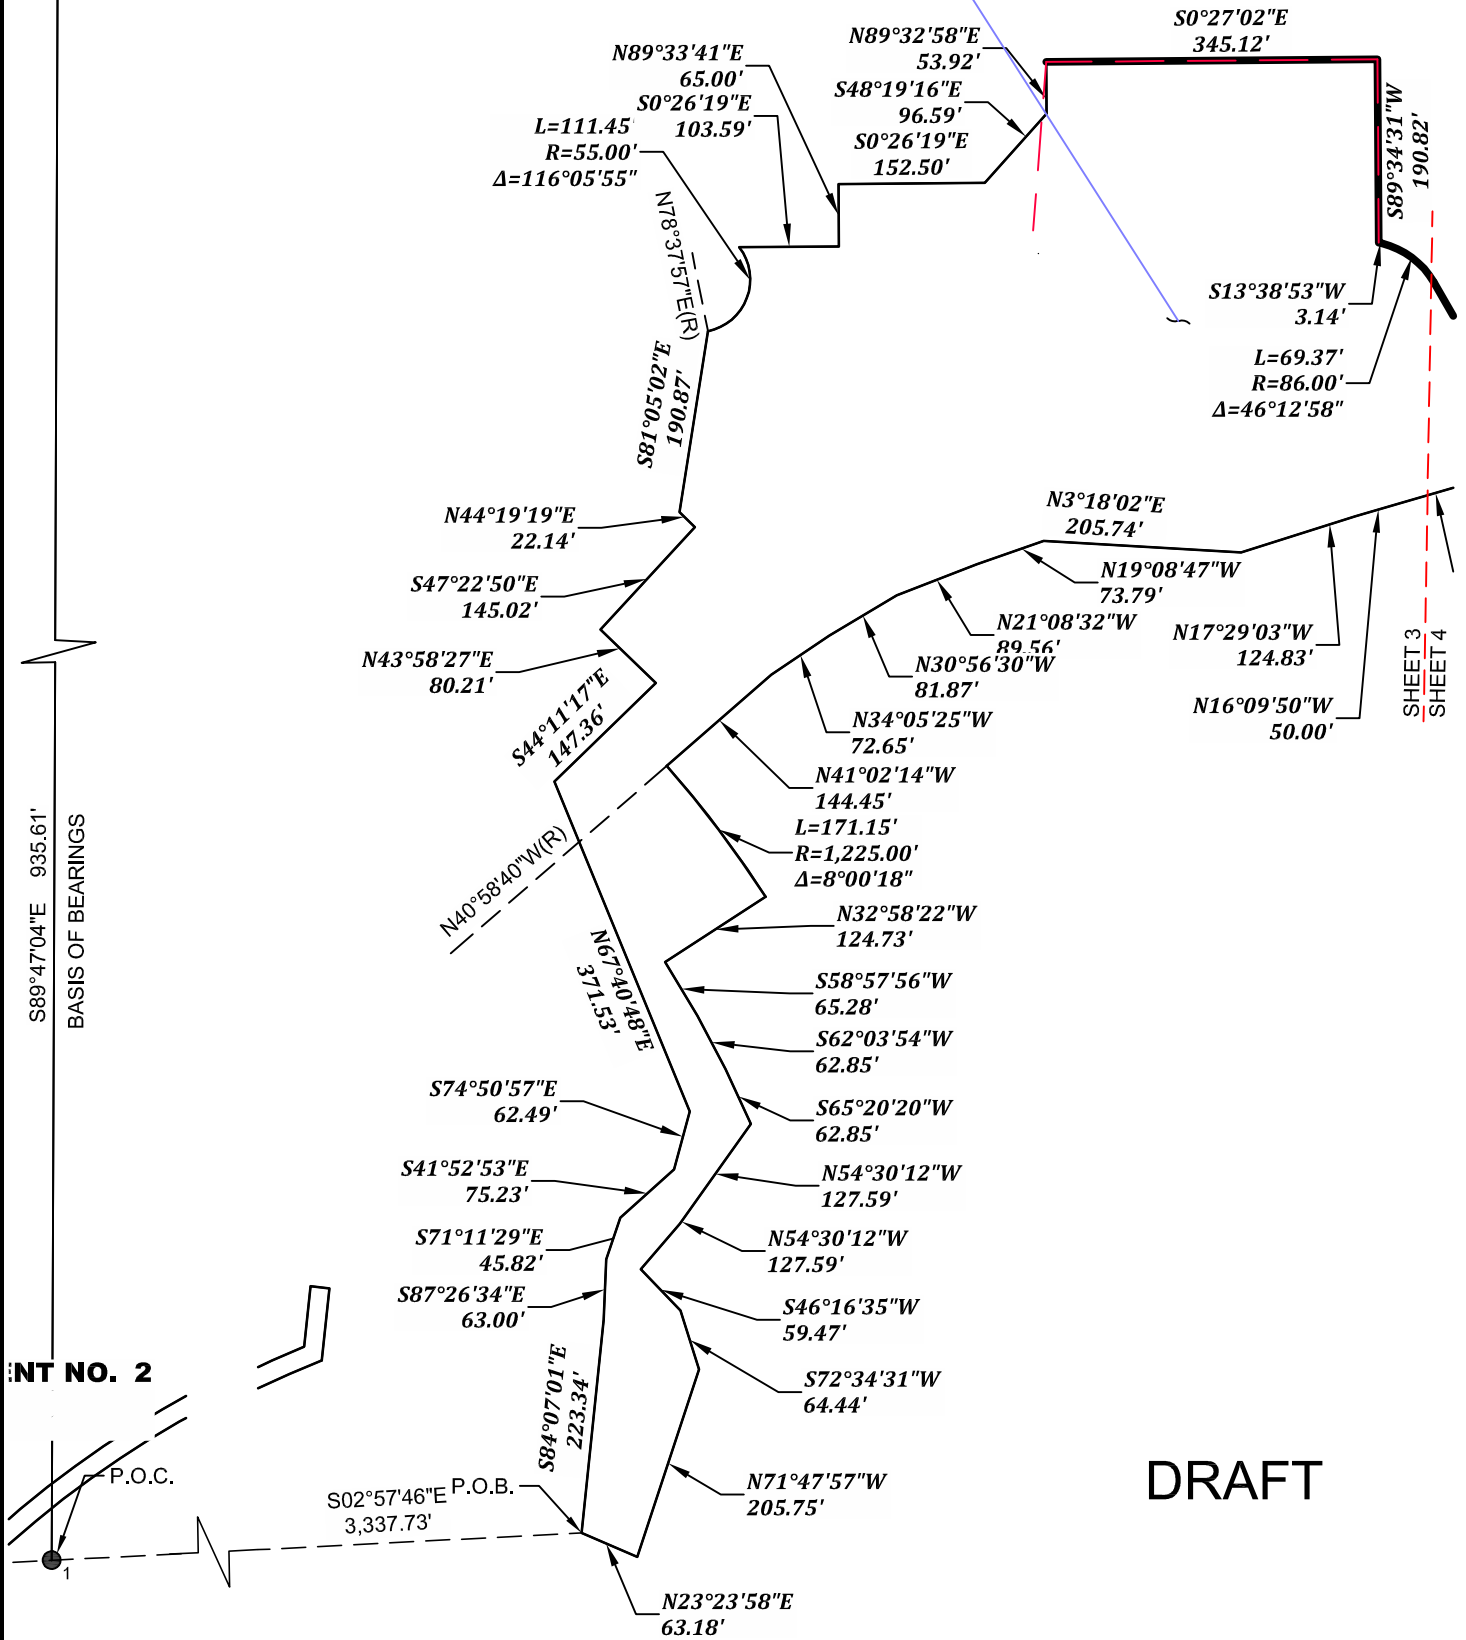 S0°27'02"E
345.12'
N89°32'58"E
53.92'
N89°33'41"E
65.00'
S48°19'16"E
96.59'
S0°26'19"E
103.59'
L=111.45'
R=55.00'
Δ=116°05'55"
S0°26'19"E
152.50'
S89°34'31"W
190.82'
N78°37'57"E(R)
S13°38'53"W
3.14'
L=69.37'
R=86.00'
Δ=46°12'58"
S81°05'02"E
190.87'
N44°19'19"E
22.14'
N3°18'02"E
205.74'
S47°22'50"E
145.02'
N19°08'47"W
73.79'
N21°08'32"W
89.56'
N17°29'03"W
124.83'
N43°58'27"E
80.21'
N30°56'30"W
81.87'
SHEET 3
SHEET 4
S44°11'17"E
147.36'
N16°09'50"W
50.00'
N34°05'25"W
72.65'
N41°02'14"W
144.45'
L=171.15'
R=1,225.00'
Δ=8°00'18"
S89°47'04"E 935.61'
BASIS OF BEARINGS
N40°58'40"W(R)
N32°58'22"W
124.73'
N67°40'48"E
371.53'
S58°57'56"W
65.28'
S62°03'54"W
62.85'
S74°50'57"E
62.49'
S65°20'20"W
62.85'
S41°52'53"E
75.23'
N54°30'12"W
127.59'
S71°11'29"E
45.82'
N54°30'12"W
127.59'
S87°26'34"E
63.00'
S46°16'35"W
59.47'
ENT NO. 2
S84°07'01"E
223.34'
S72°34'31"W
64.44'
P.O.C.
S02°57'46"E
3,337.73'
P.O.B.
N71°47'57"W
205.75'
DRAFT
1
N23°23'58"E
63.18'